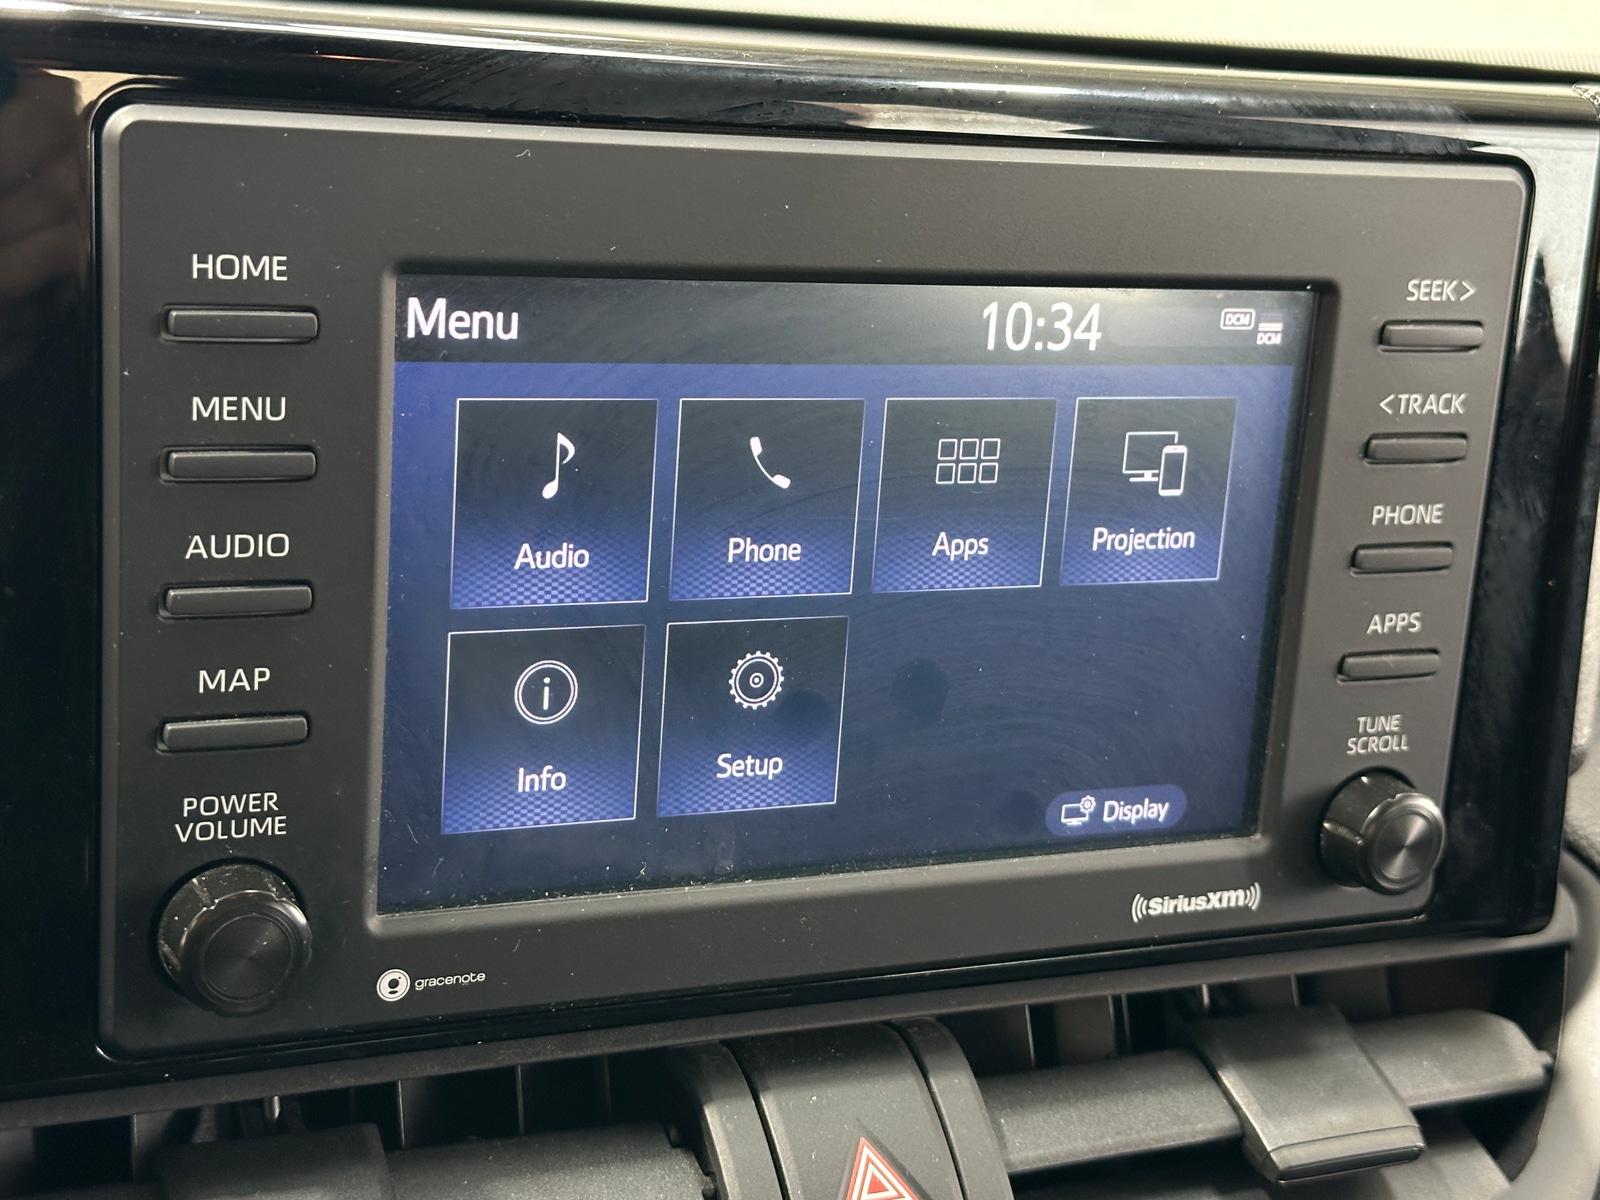 HOME
MENU
AUDIO
MAP
POWER
VOLUME
Menu
10:34
DCM
DCM
Audio
Phone
Apps
Projection
Info
Setup
Display
SEEK>
<TRACK
PHONE
APPS
TUNE
SCROLL
gracenote
((SiriusXM))